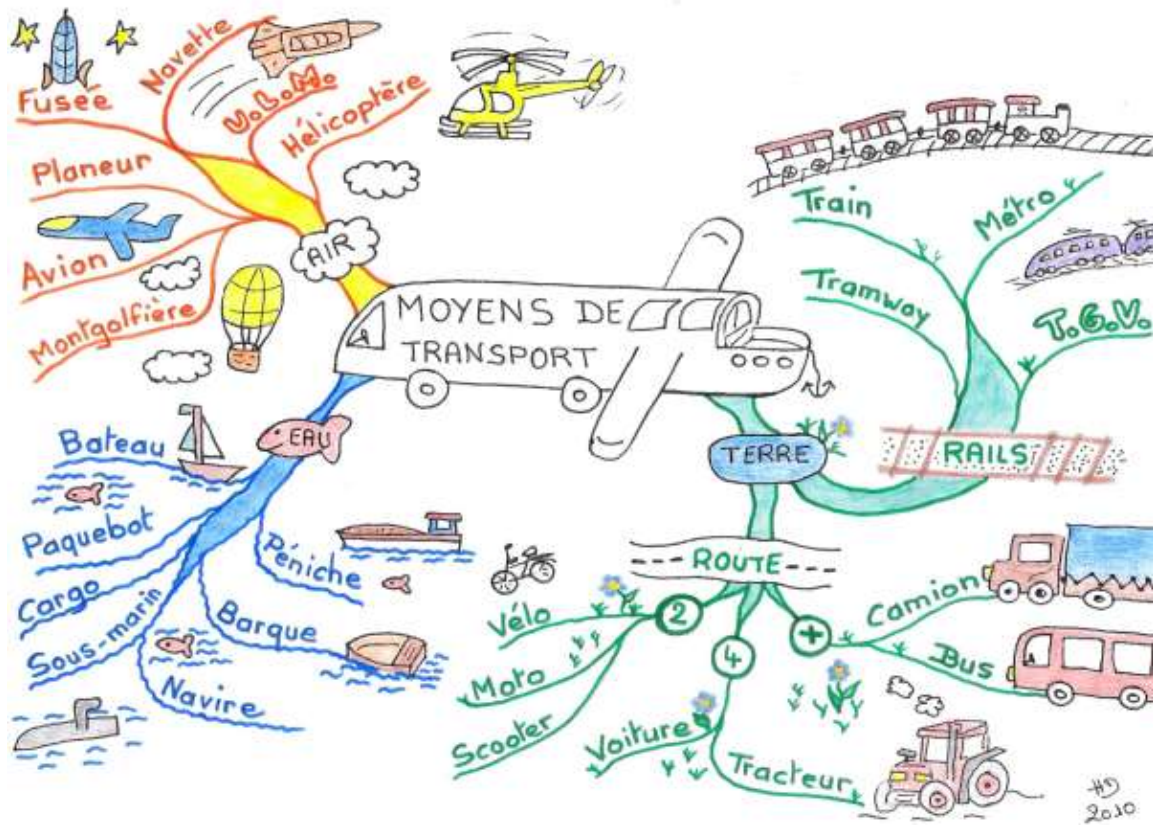 MOYENS DE
TRANSPORT
AIR
Fusée
Navette
U.L.M.
Hélicoptère
Planeur
Avion
Montgolfière
EAU
Bateau
Paquebot
Cargo
Sous-marin
Navire
Barque
Péniche
TERRE
RAILS
Train
Tramway
Métro
T.G.V.
ROUTE
2
Vélo
Moto
Scooter
4
Voiture
Tracteur
+
Camion
Bus
HD
2010